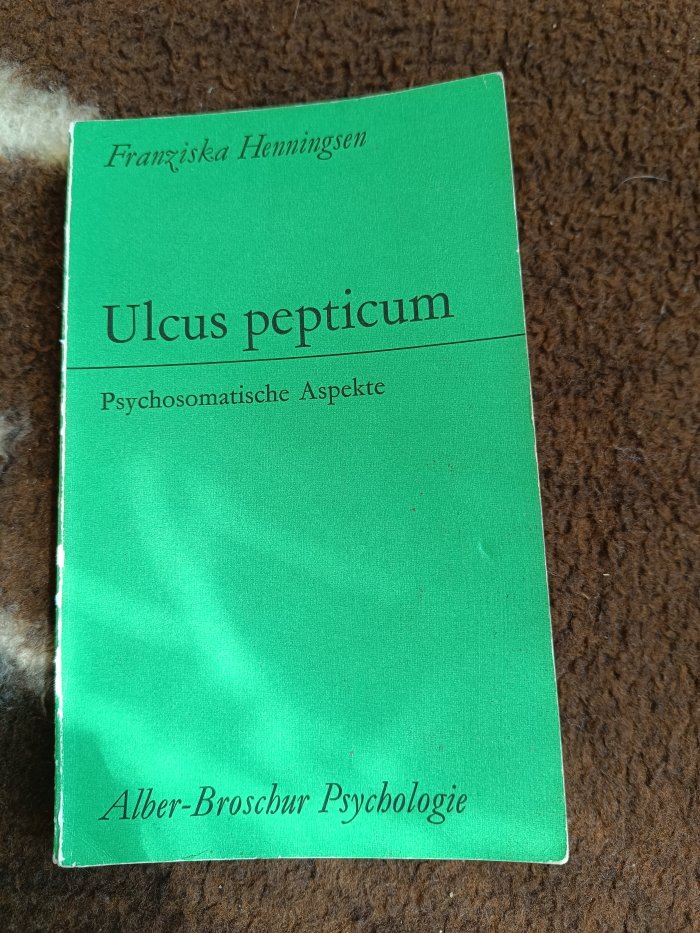 Franziska Henningsen
Ulcus pepticum
Psychosomatische Aspekte
Alber-Broschur Psychologie